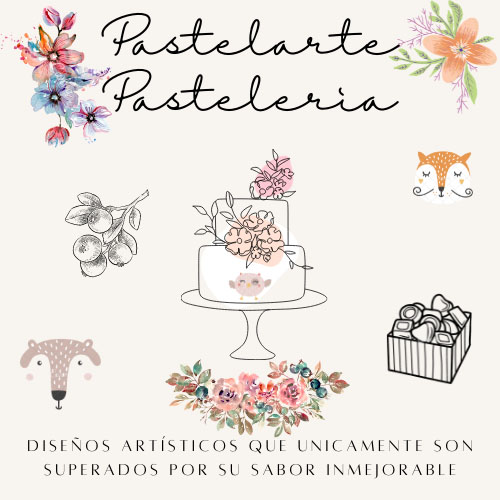 Pastelarte
Pasteleria
DISEÑOS ARTÍSTICOS QUE UNICAMENTE SON
SUPERADOS POR SU SABOR INMEJORABLE